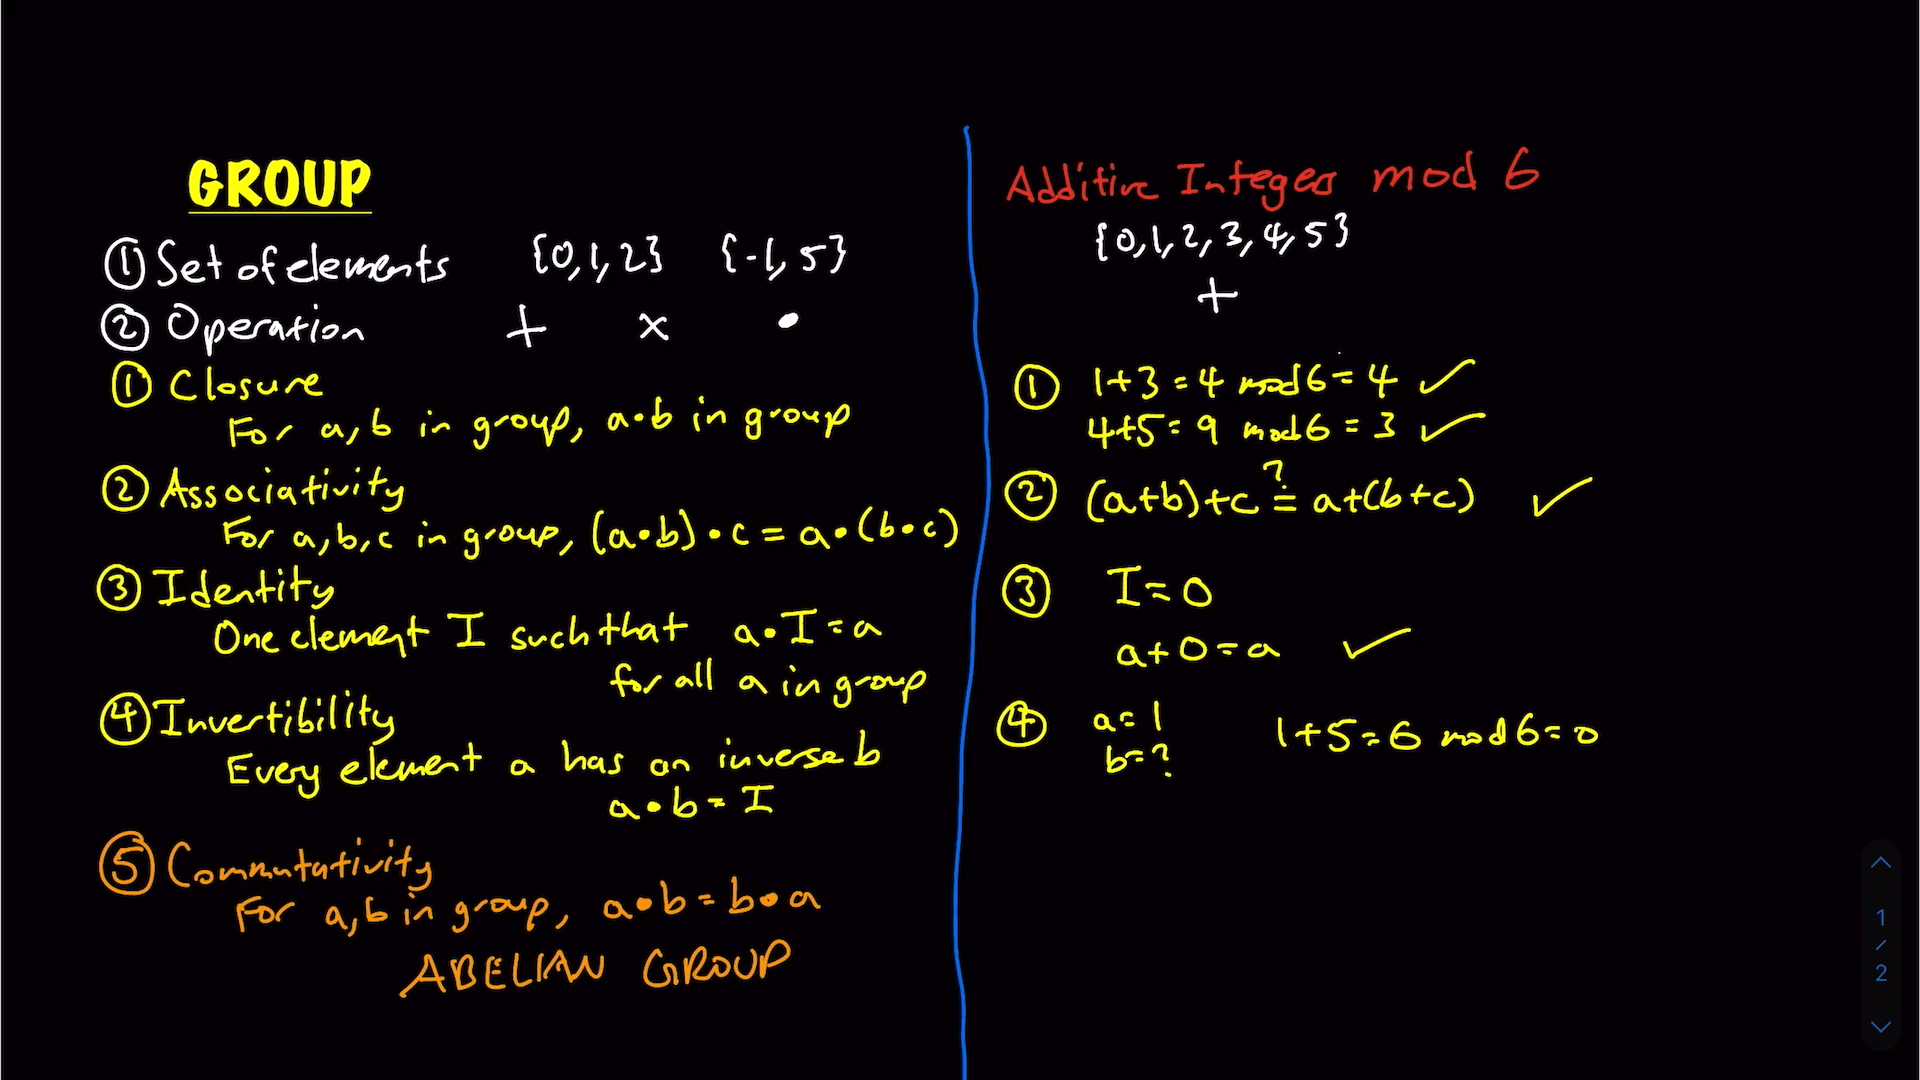 GROUP
① Set of elements {0,1,2} {-1,5}
② Operation + × •
① Closure
For a,b in group, a•b in group
② Associativity
For a,b,c in group, (a•b)•c = a•(b•c)
③ Identity
One element I such that a•I=a
for all a in group
④ Invertibility
Every element a has an inverse b
a•b=I
⑤ Commutativity
For a,b in group, a•b=b•a
ABELIAN GROUP
Additive Integers mod 6
{0,1,2,3,4,5}
+
① 1+3=4 mod 6=4 ✓
4+5=9 mod 6=3 ✓
?
② (a+b)+c = a+(b+c) ✓
③ I=0
a+0=a ✓
④ a=1 1+5=6 mod 6=0
b=?
1
/
2